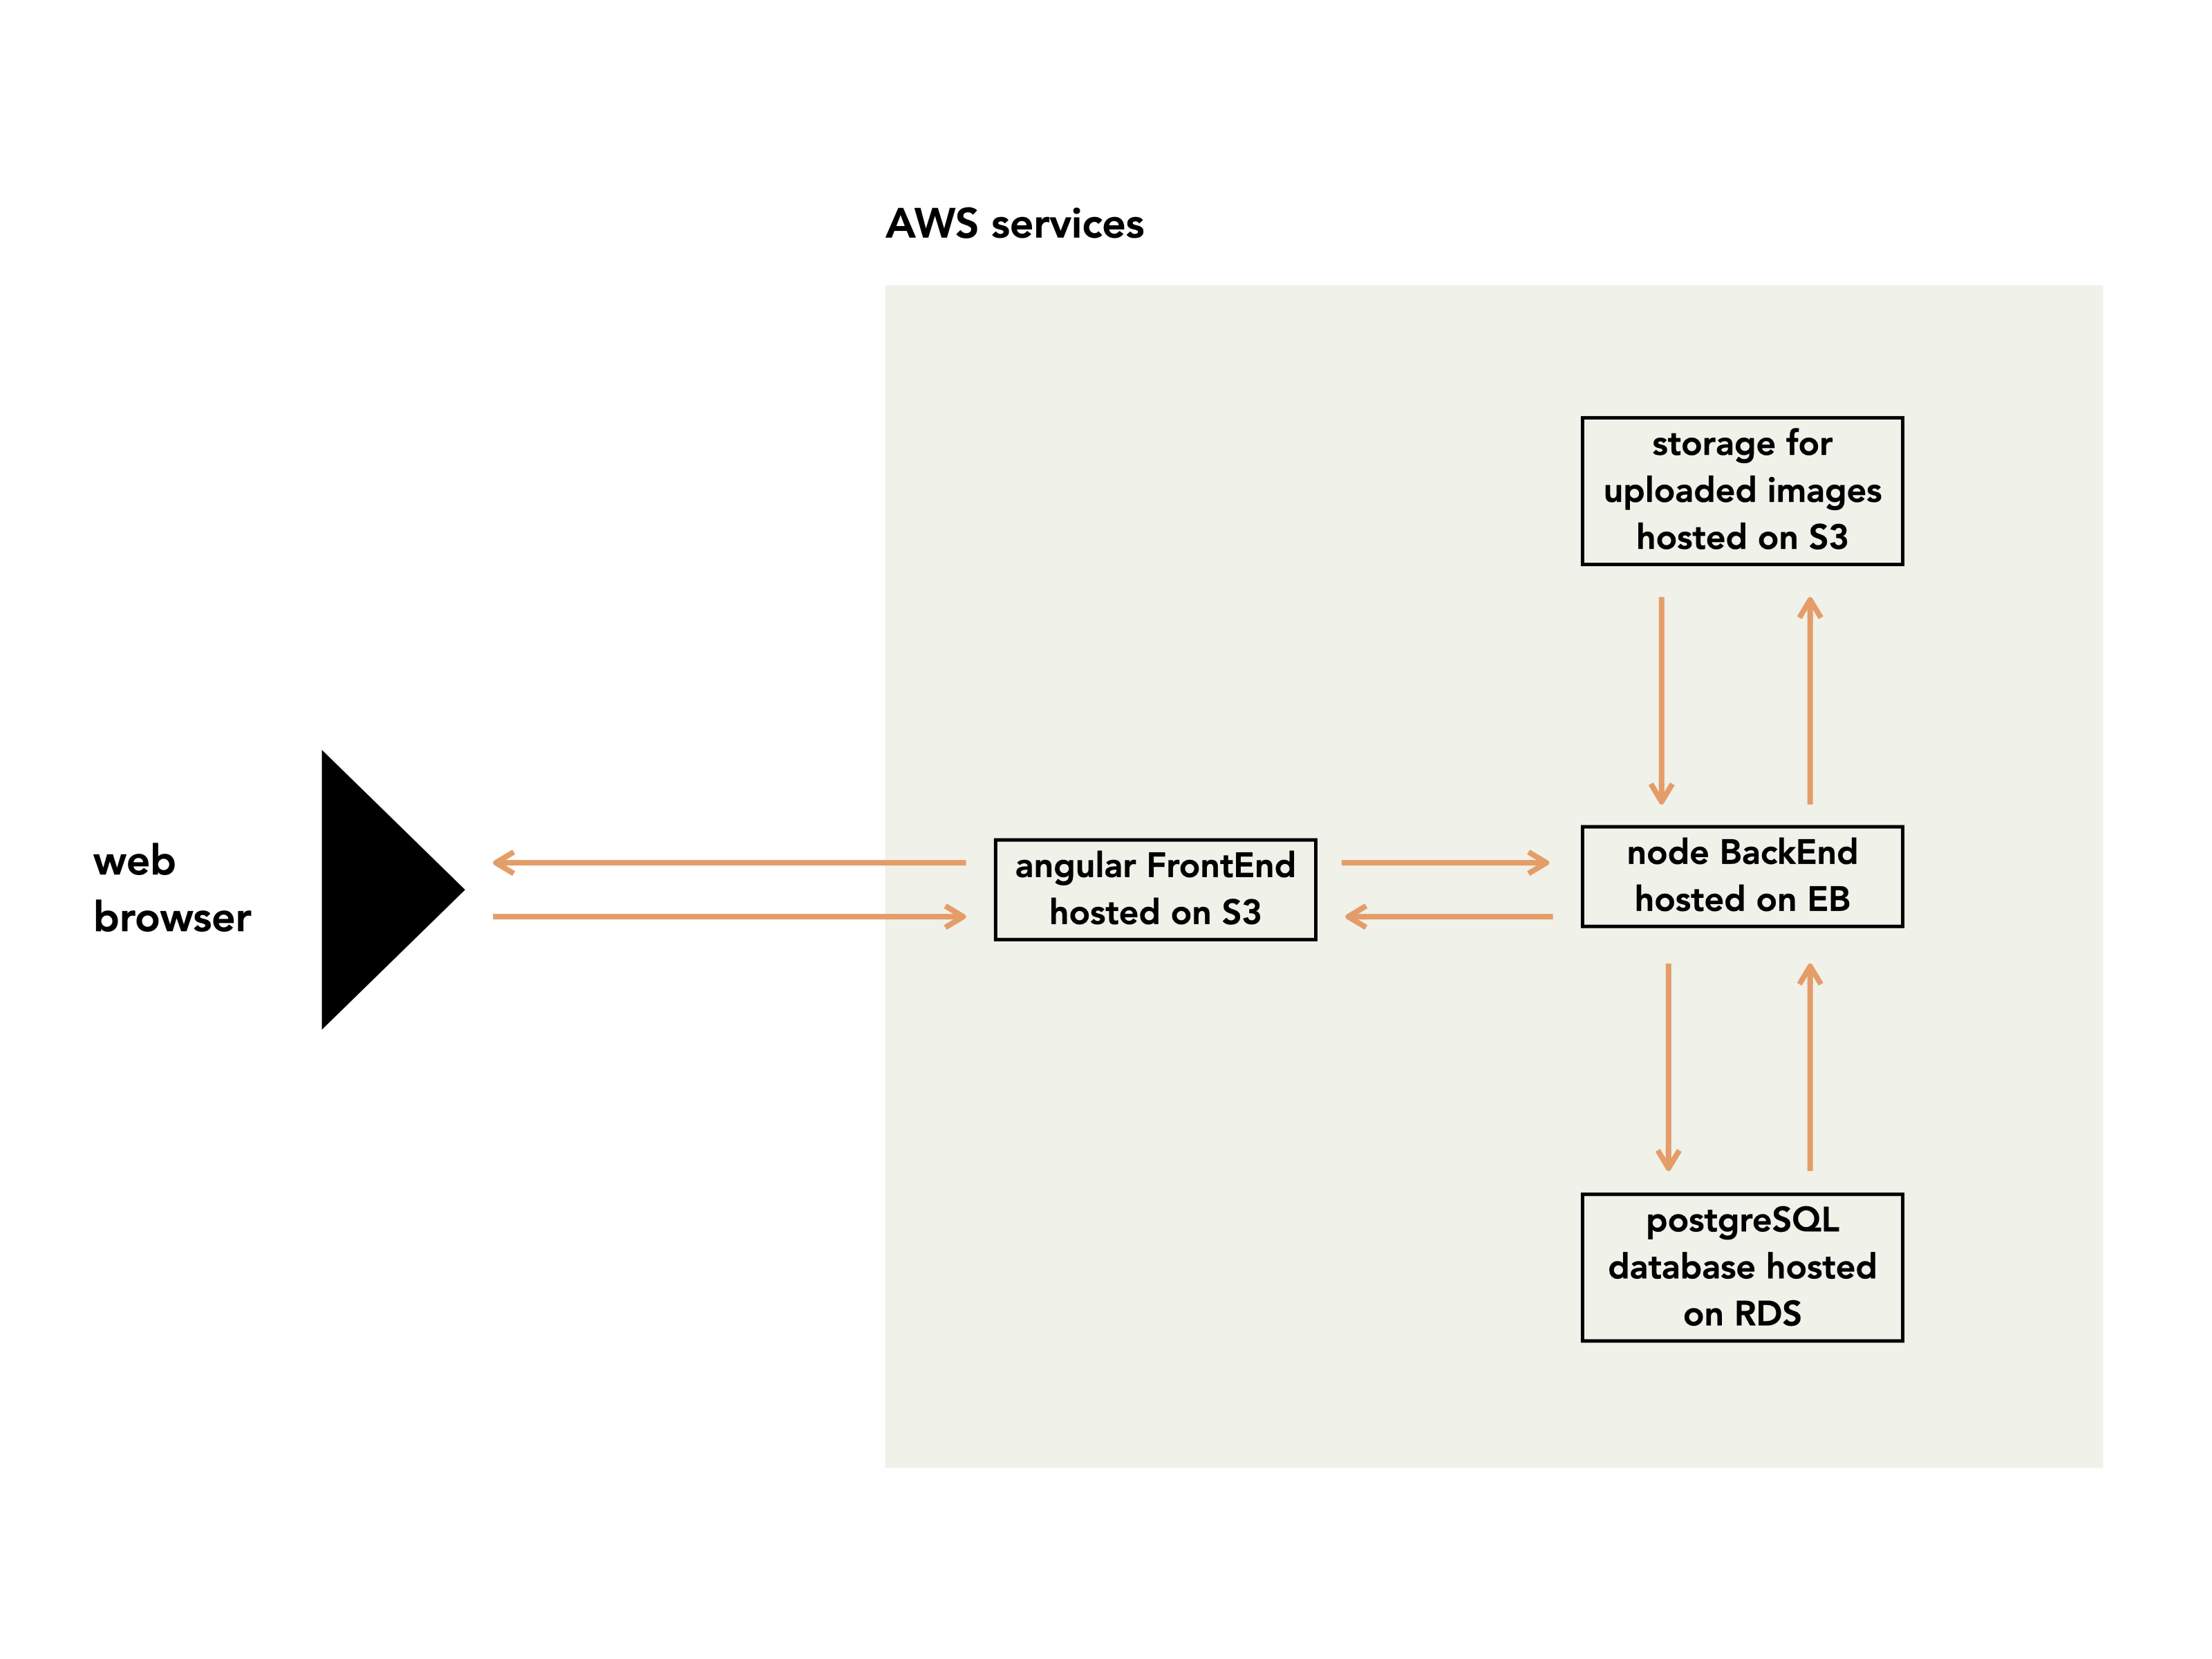 AWS services
storage for
uploaded images
hosted on S3
web
browser
angular FrontEnd
hosted on S3
node BackEnd
hosted on EB
postgreSQL
database hosted
on RDS